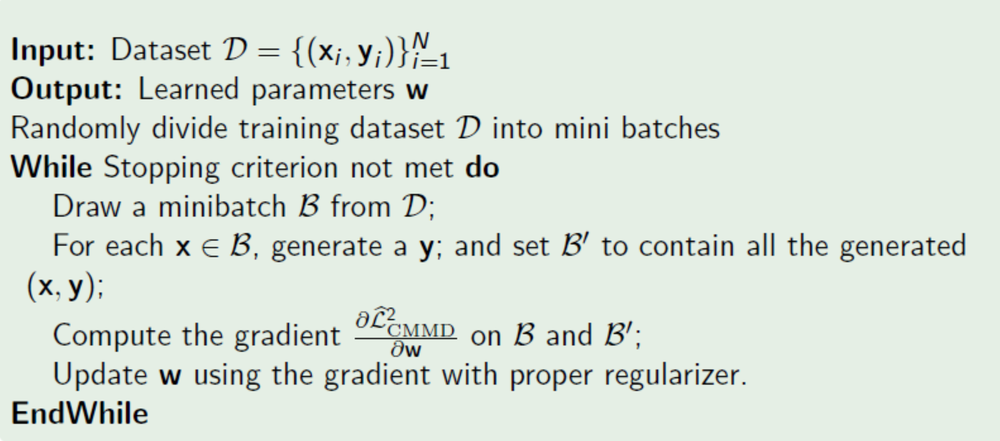 Input: Dataset $\mathcal{D} = \{(\mathbf{x}_i, \mathbf{y}_i)\}_{i=1}^{N}$
Output: Learned parameters $\mathbf{w}$
Randomly divide training dataset $\mathcal{D}$ into mini batches
While Stopping criterion not met do
Draw a minibatch $\mathcal{B}$ from $\mathcal{D}$;
For each $\mathbf{x} \in \mathcal{B}$, generate a $\mathbf{y}$; and set $\mathcal{B}'$ to contain all the generated
$(\mathbf{x}, \mathbf{y})$;
Compute the gradient $\frac{\partial \widehat{\mathcal{L}}^2_{\mathrm{CMMD}}}{\partial \mathbf{w}}$ on $\mathcal{B}$ and $\mathcal{B}'$;
Update $\mathbf{w}$ using the gradient with proper regularizer.
EndWhile